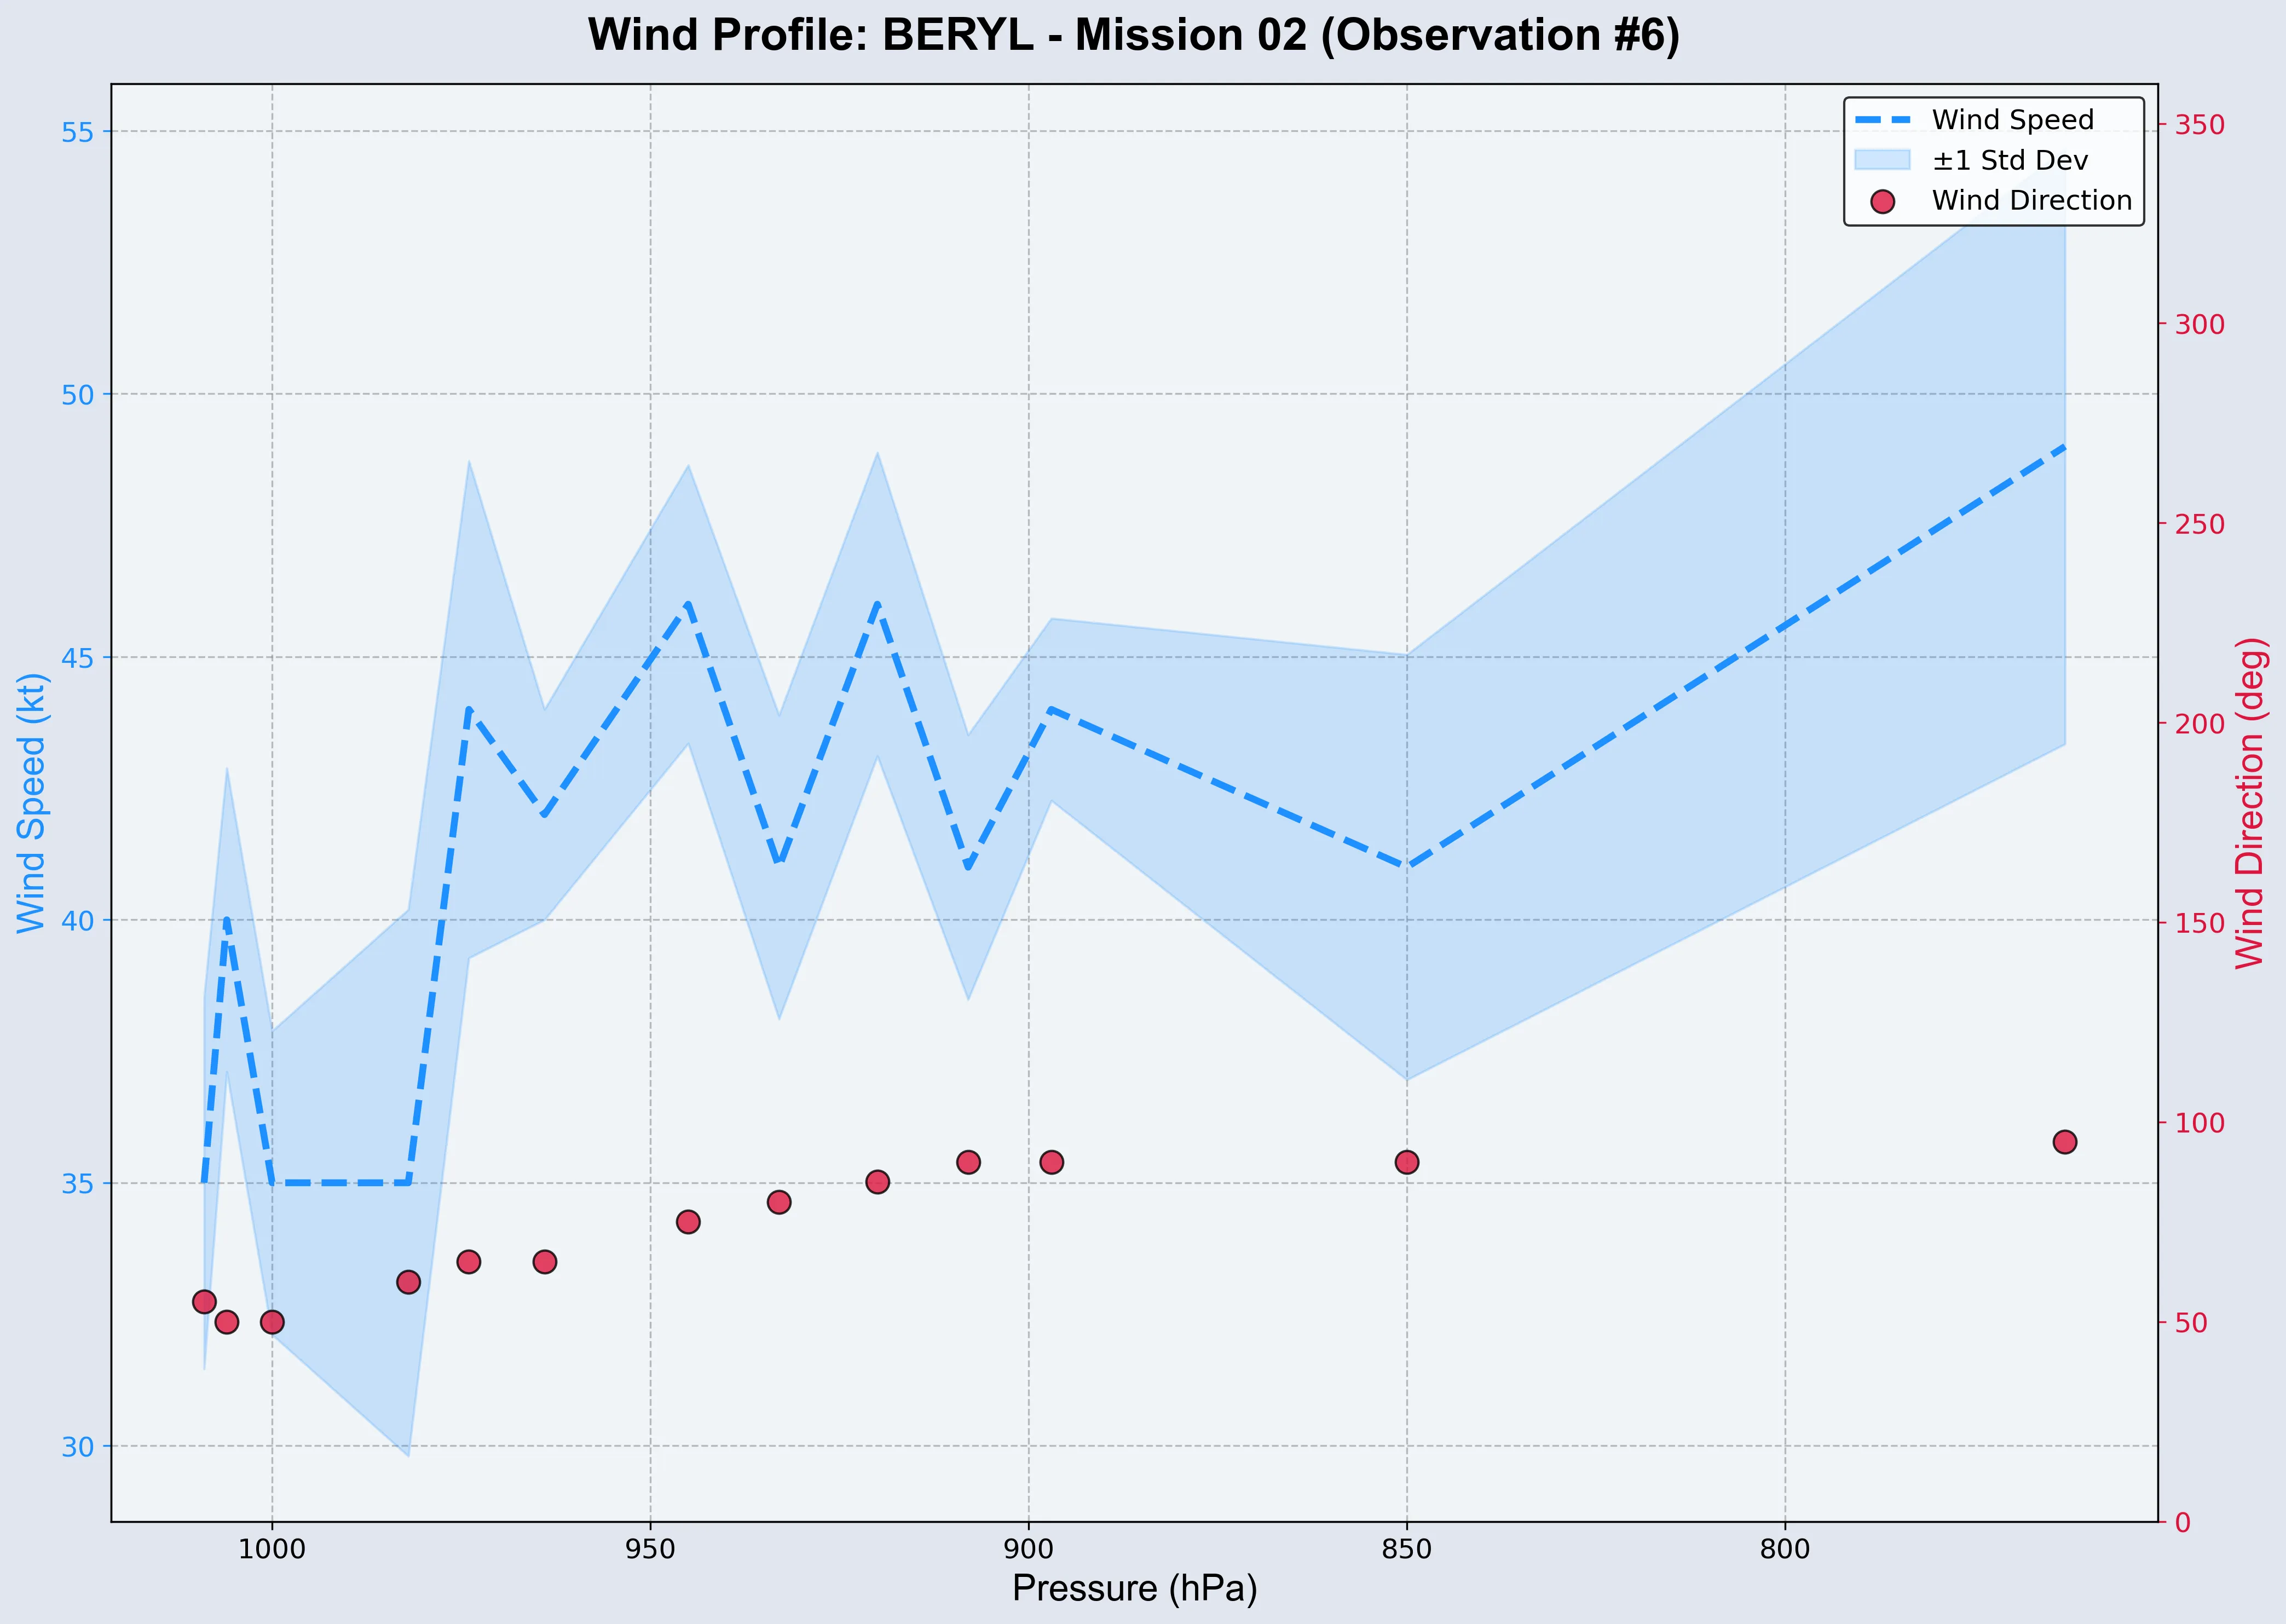 Wind Profile: BERYL - Mission 02 (Observation #6)
Wind Speed
±1 Std Dev
Wind Direction
Wind Speed (kt)
55
50
45
40
35
30
350
300
250
200
150
100
50
0
Wind Direction (deg)
1000
950
900
850
800
Pressure (hPa)